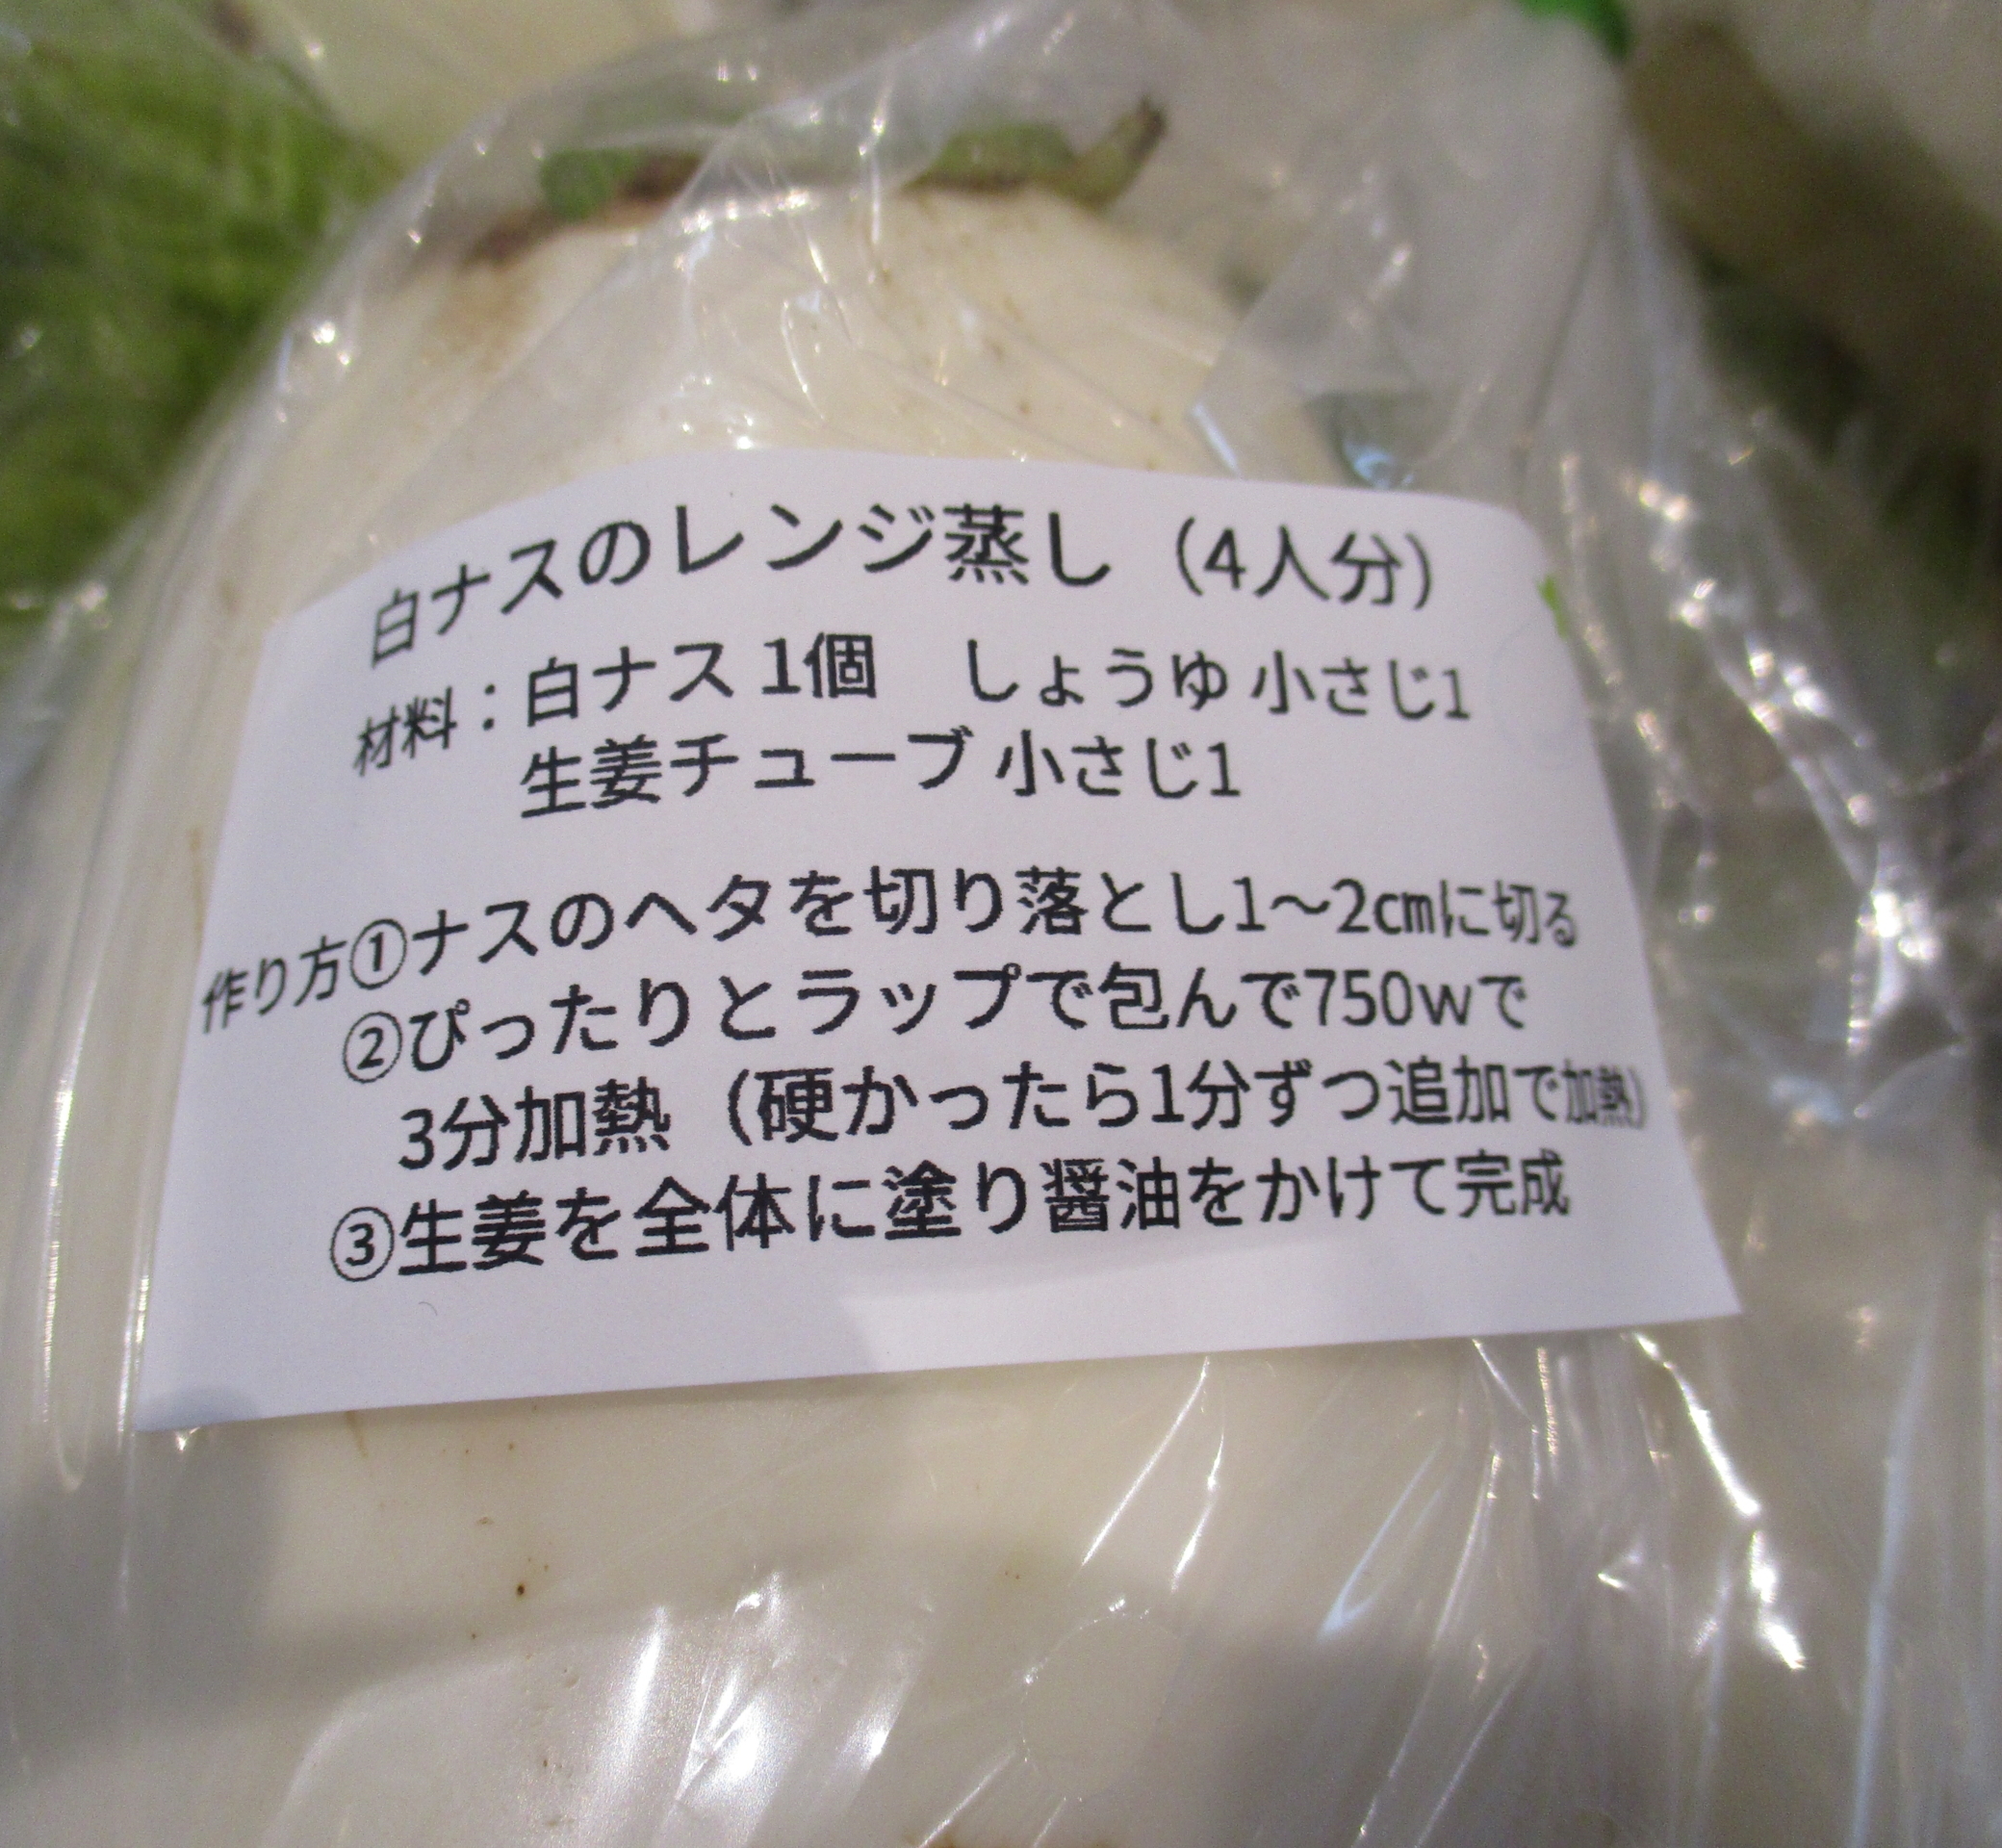 白ナスのレンジ蒸し（4人分）
材料：白ナス 1個　しょうゆ 小さじ1
生姜チューブ 小さじ1
作り方①ナスのヘタを切り落とし1～2㎝に切る
②ぴったりとラップで包んで750wで
3分加熱（硬かったら1分ずつ追加で加熱）
③生姜を全体に塗り醤油をかけて完成